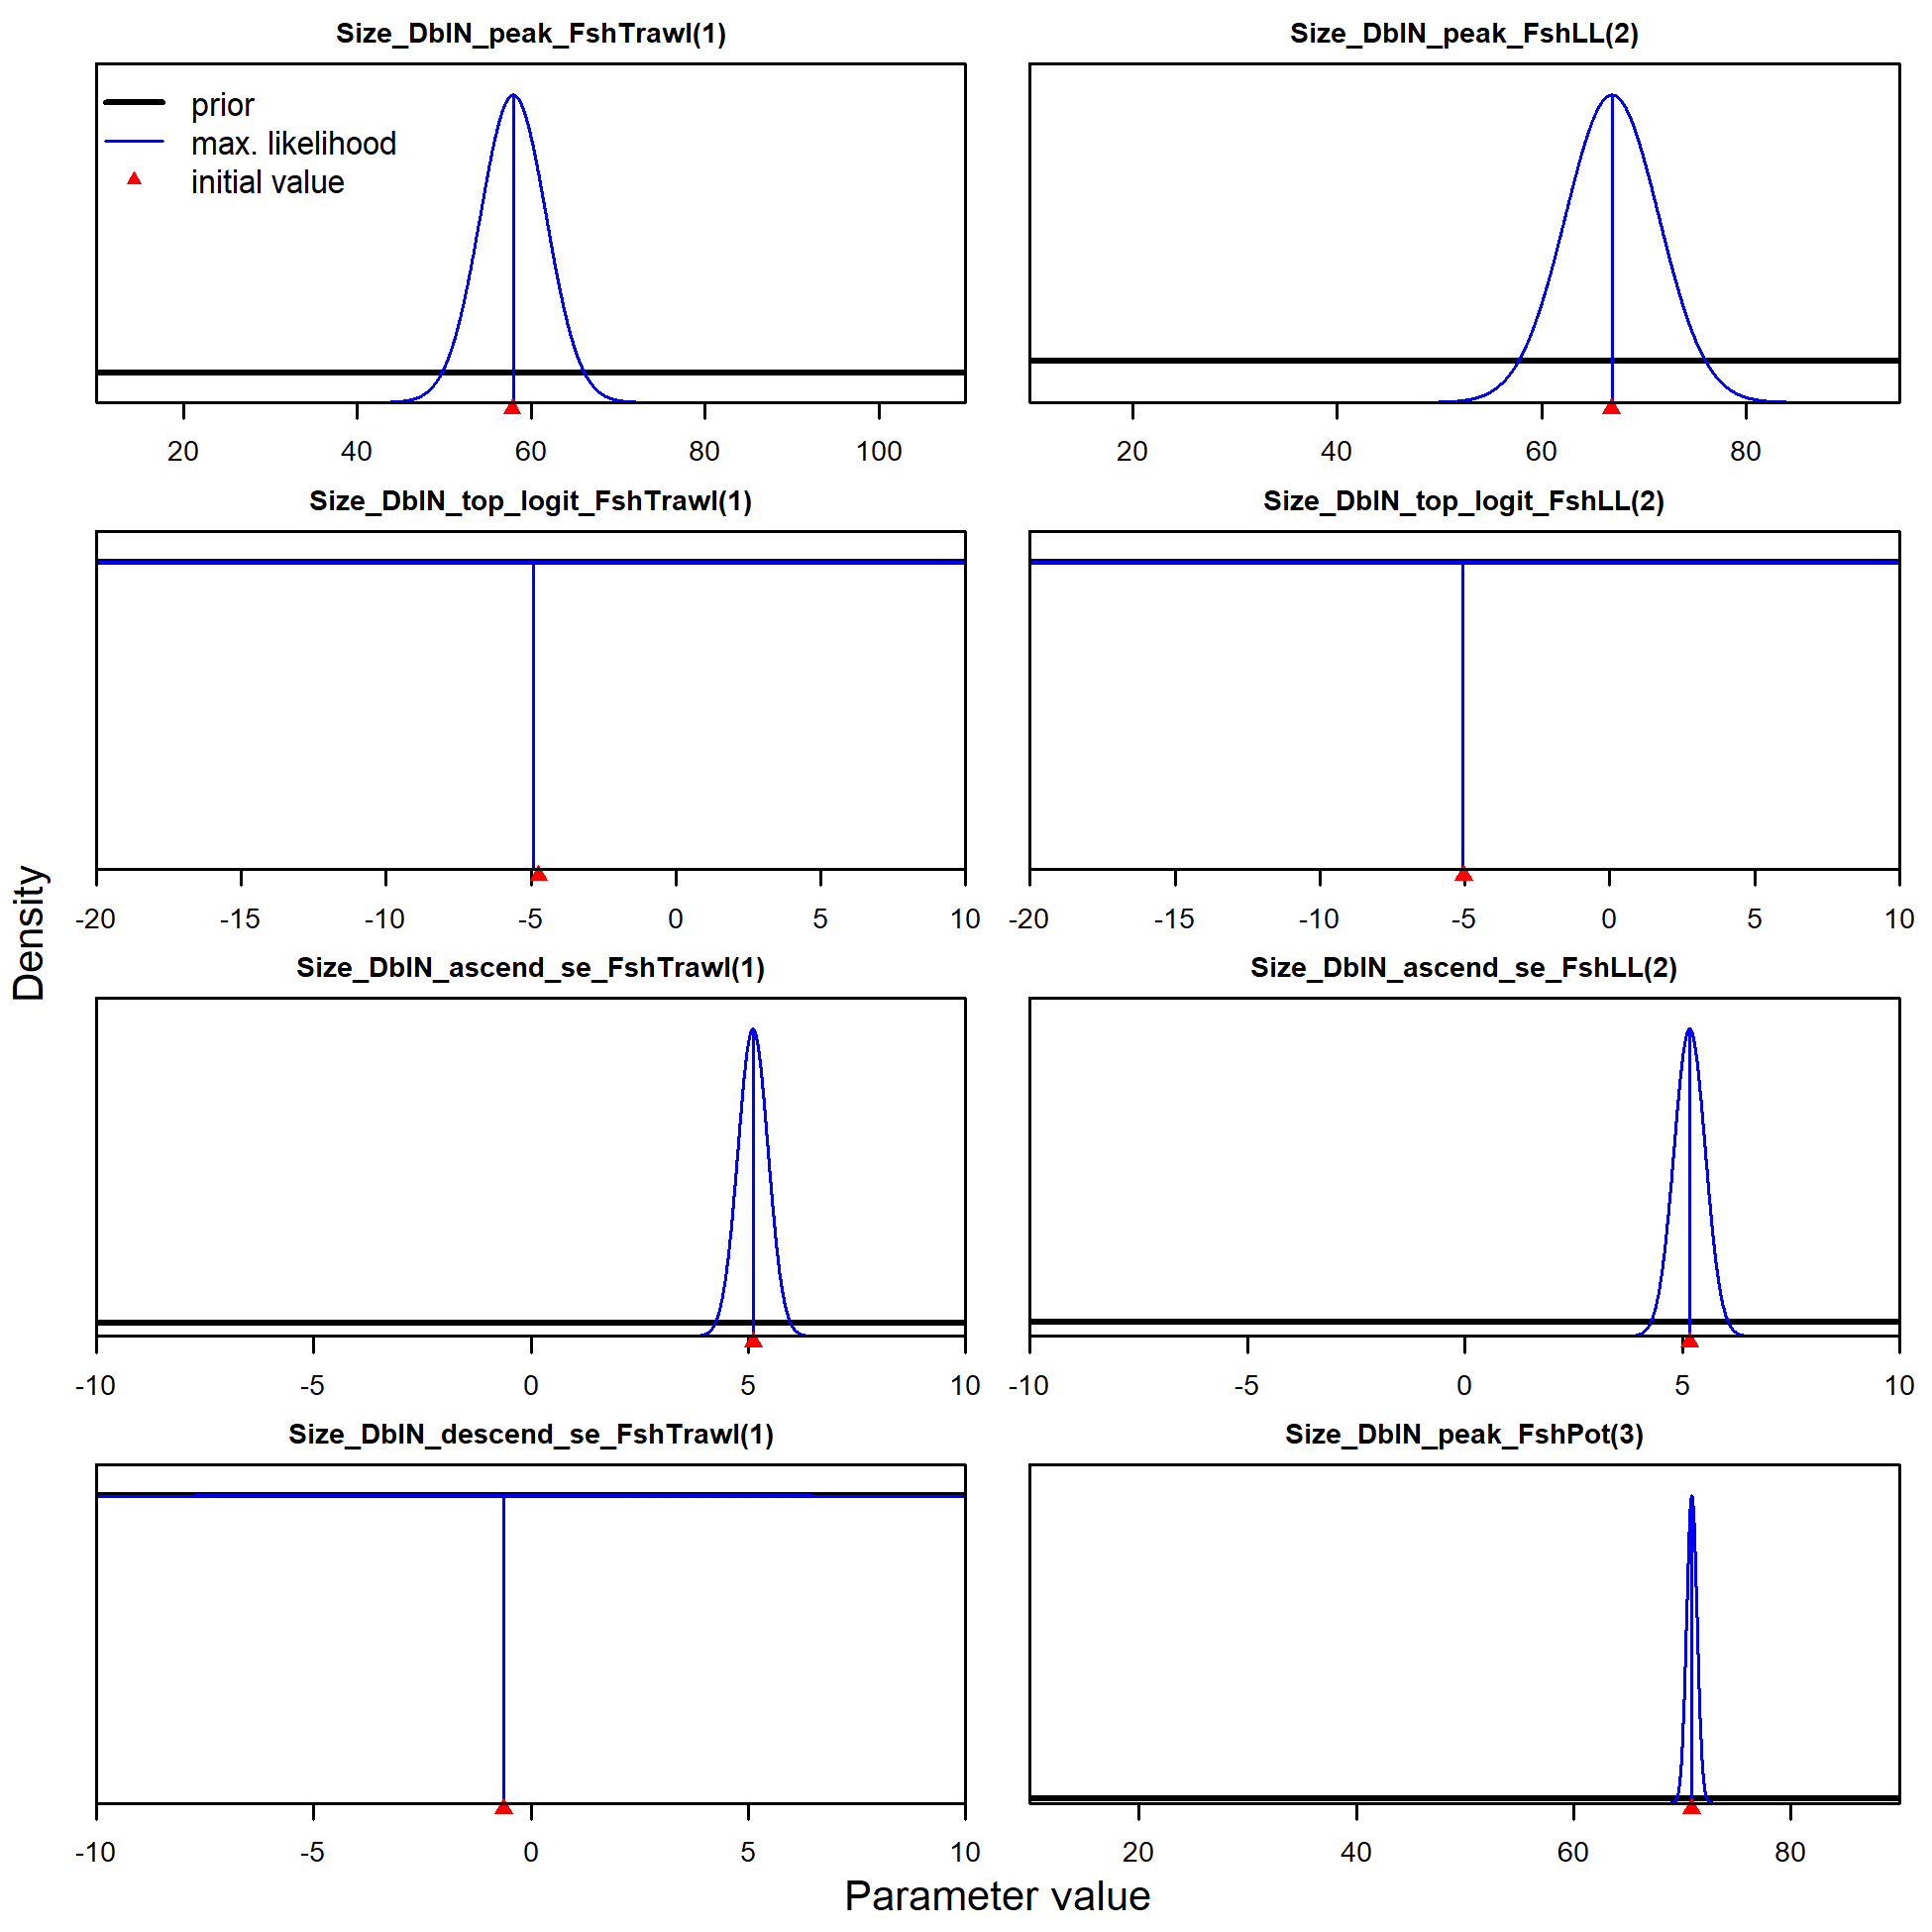 Size_DblN_peak_FshTrawl(1)
Size_DblN_peak_FshLL(2)
prior
max. likelihood
initial value
20 40 60 80 100
20 40 60 80
Size_DblN_top_logit_FshTrawl(1)
Size_DblN_top_logit_FshLL(2)
-20 -15 -10 -5 0 5 10
-20 -15 -10 -5 0 5 10
Density
Size_DblN_ascend_se_FshTrawl(1)
Size_DblN_ascend_se_FshLL(2)
-10 -5 0 5 10
-10 -5 0 5 10
Size_DblN_descend_se_FshTrawl(1)
Size_DblN_peak_FshPot(3)
-10 -5 0 5 10
20 40 60 80
Parameter value